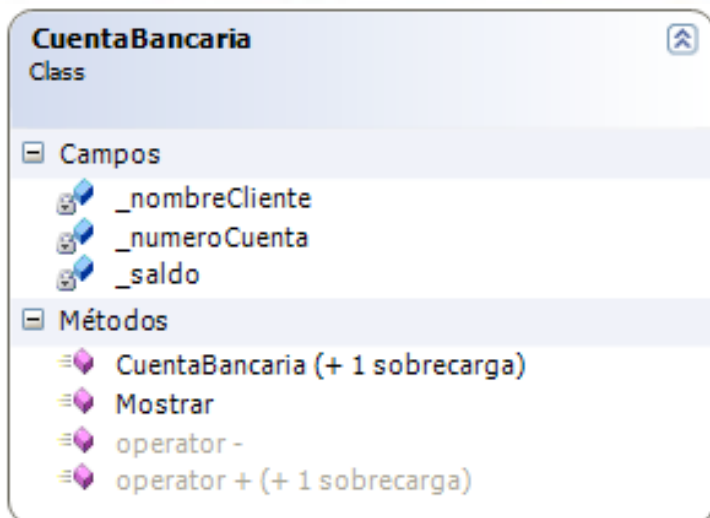 CuentaBancaria
Class
Campos
_nombreCliente
_numeroCuenta
_saldo
Métodos
CuentaBancaria (+ 1 sobrecarga)
Mostrar
operator -
operator + (+ 1 sobrecarga)